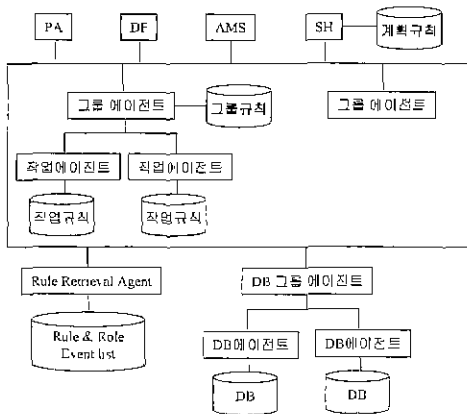 PA
DF
AMS
SH
계획규칙
그룹 에이전트
그룹규칙
그룹 에이전트
작업에이전트
작업에이전트
작업규칙
작업규칙
Rule Retrieval Agent
DB 그룹 에이전트
Rule & Role
Event list
DB에이전트
DB에이전트
DB
DB